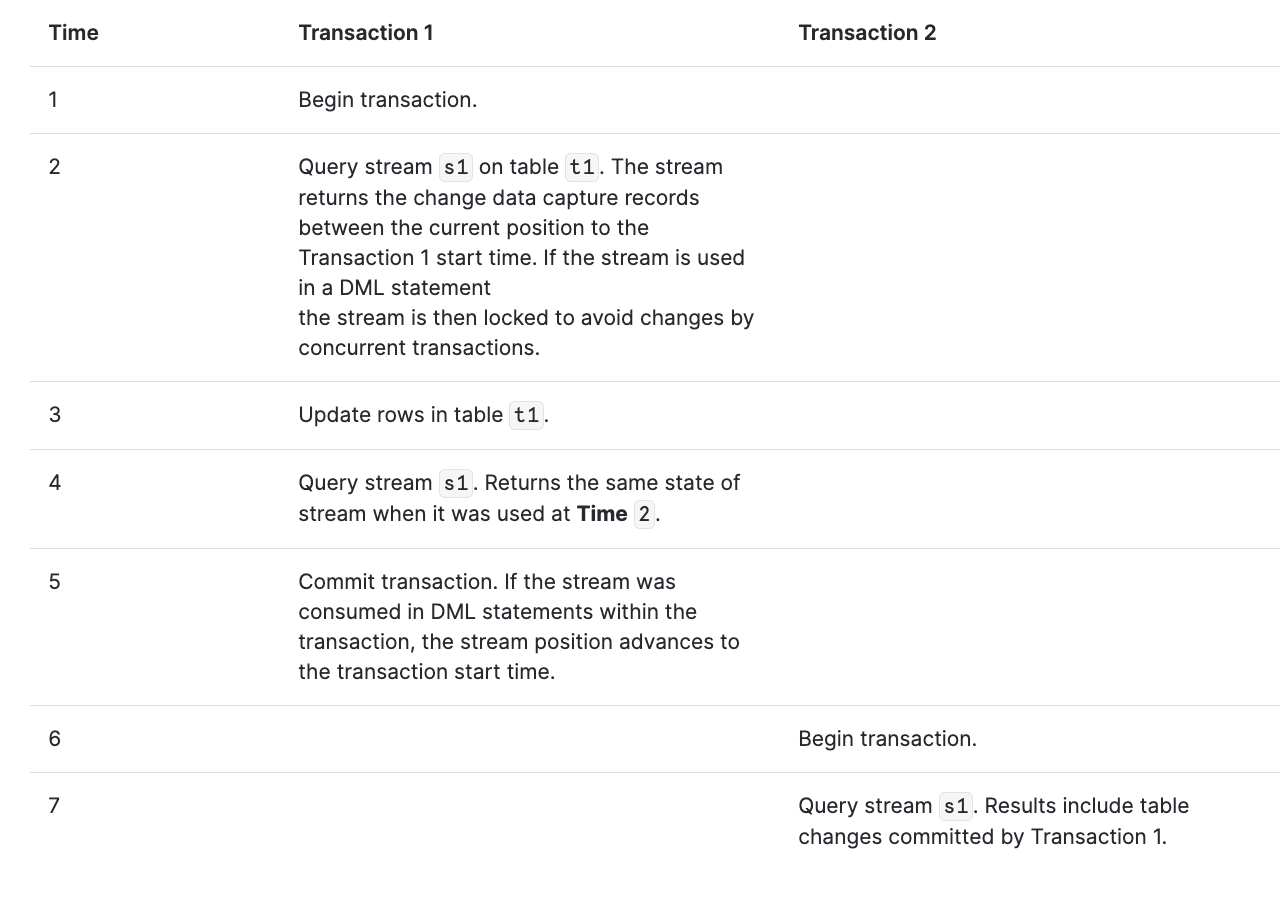 Time Transaction 1 Transaction 2
1 Begin transaction.
2 Query stream s1 on table t1. The stream
returns the change data capture records
between the current position to the
Transaction 1 start time. If the stream is used
in a DML statement
the stream is then locked to avoid changes by
concurrent transactions.
3 Update rows in table t1.
4 Query stream s1. Returns the same state of
stream when it was used at Time 2.
5 Commit transaction. If the stream was
consumed in DML statements within the
transaction, the stream position advances to
the transaction start time.
6 Begin transaction.
7 Query stream s1. Results include table
changes committed by Transaction 1.